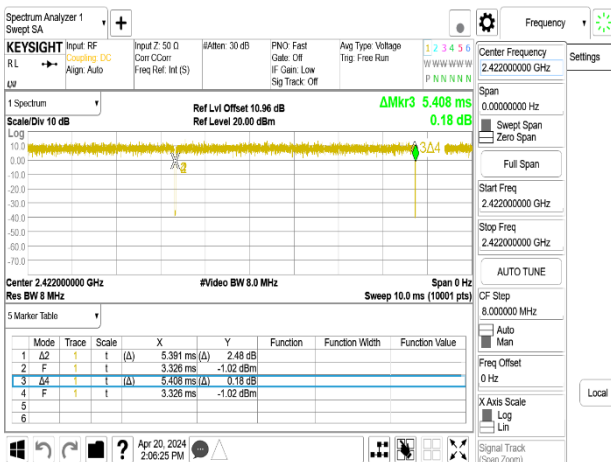 Spectrum Analyzer 1
Swept SA
Frequency
KEYSIGHT
Input: RF
Coupling: DC
Align: Auto
Input Z: 50 Ω
Corr CCorr
Freq Ref: Int (S)
#Atten: 30 dB
PNO: Fast
Gate: Off
IF Gain: Low
Sig Track: Off
Avg Type: Voltage
Trig: Free Run
1 2 3 4 5 6
W W W W W W
P N N N N N
RL
Center Frequency
2.422000000 GHz
Settings
Span
0.00000000 Hz
Swept Span
Zero Span
Full Span
Start Freq
2.422000000 GHz
Stop Freq
2.422000000 GHz
AUTO TUNE
CF Step
8.000000 MHz
Auto
Man
Freq Offset
0 Hz
X Axis Scale
Log
Lin
Local
Signal Track
(Span Zoom)
1 Spectrum
Scale/Div 10 dB
Ref Lvl Offset 10.96 dB
Ref Level 20.00 dBm
ΔMkr3 5.408 ms
0.18 dB
Log
10.0
0.00
-10.0
-20.0
-30.0
-40.0
-50.0
-60.0
-70.0
3Δ4
Center 2.422000000 GHz
Res BW 8 MHz
#Video BW 8.0 MHz
Span 0 Hz
Sweep 10.0 ms (10001 pts)
5 Marker Table
Mode Trace Scale X Y Function Function Width Function Value
1 Δ2 1 t (Δ) 5.391 ms (Δ) 2.48 dB
2 F 1 t 3.326 ms -1.02 dBm
3 Δ4 1 t (Δ) 5.408 ms (Δ) 0.18 dB
4 F 1 t 3.326 ms -1.02 dBm
5
6
?
Apr 20, 2024
2:06:25 PM